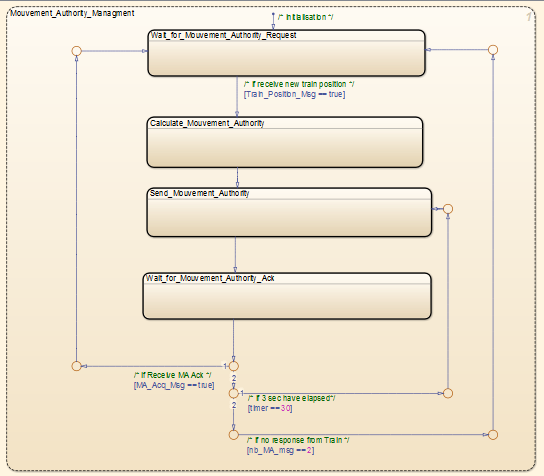 Mouvement_Authority_Managment
1
/* Initialisation */
Wait_for_Mouvement_Authority_Request
/* If receive new train position */
[Train_Position_Msg == true]
Calculate_Mouvement_Authority
Send_Mouvement_Authority
Wait_for_Mouvement_Authority_Ack
1
/* If Receive MA Ack */
[MA_Acq_Msg ==true]
2
1
/* If 3 sec have elapsed*/
[timer ==30]
2
/* If no response from Train */
[nb_MA_msg ==2]